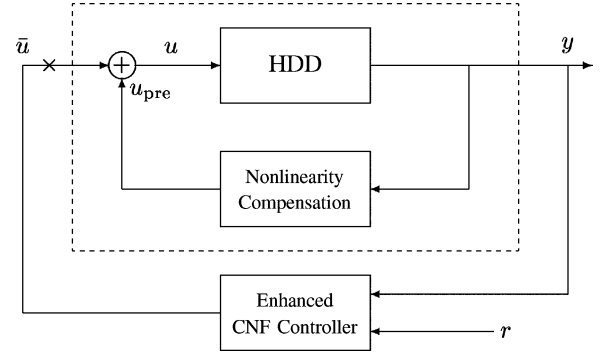 ū u HDD y
u_pre
Nonlinearity
Compensation
Enhanced
CNF Controller
r